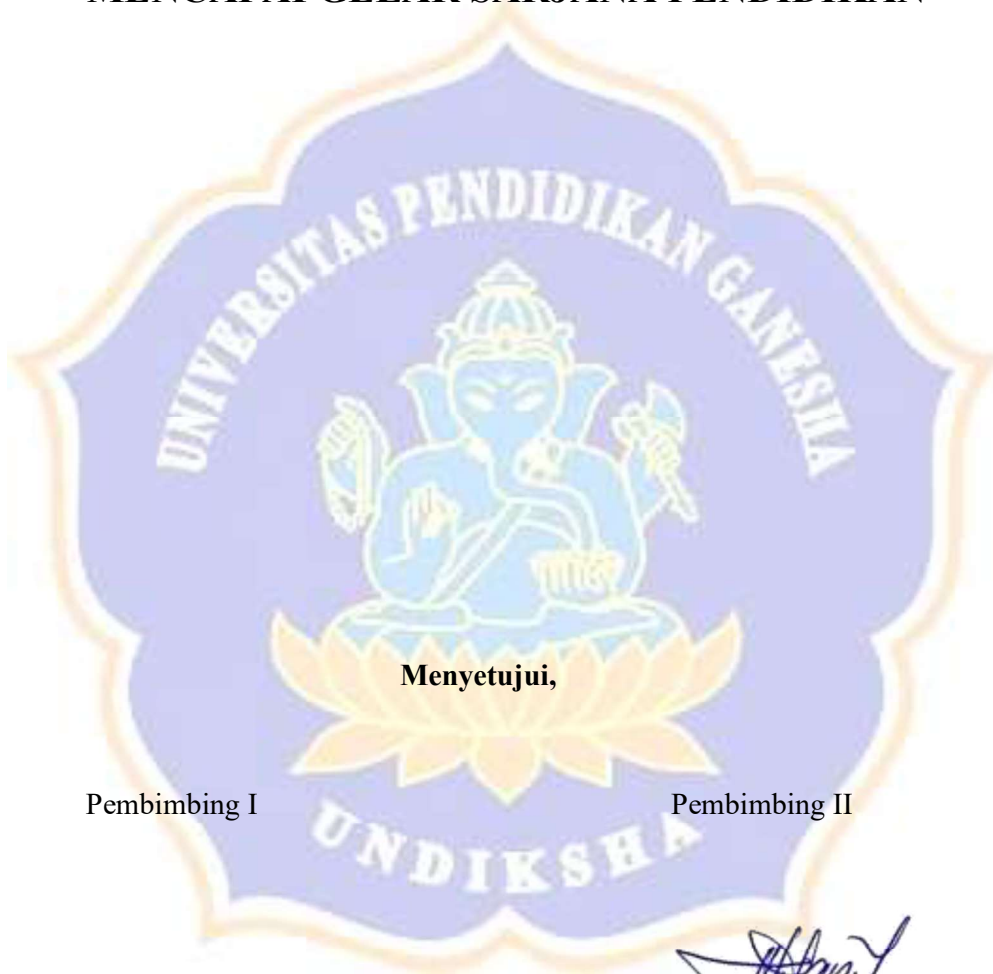 MENCAPAI GELAR SARJANA PENDIDIKAN
UNIVERSITAS PENDIDIKAN GANESHA
Menyetujui,
Pembimbing I Pembimbing II
UNDIKSHA